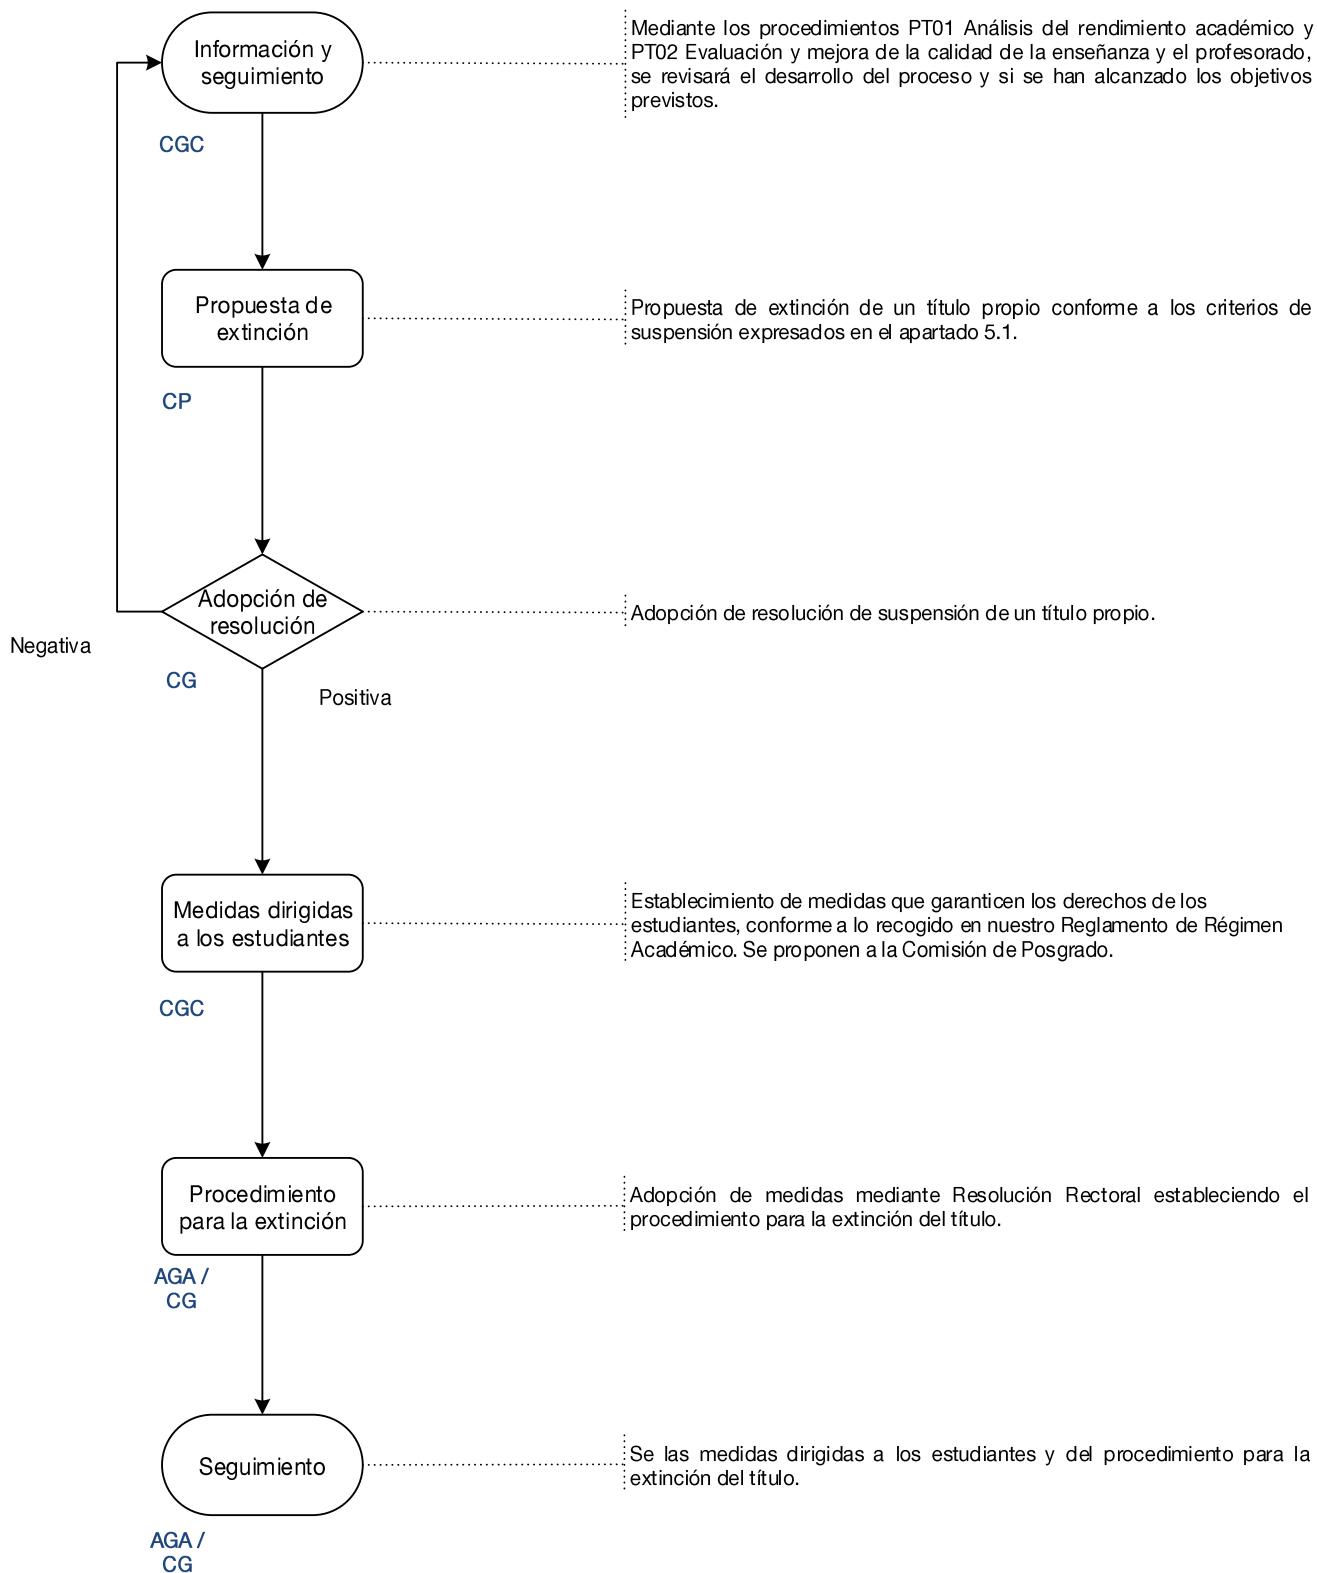 Información y
seguimiento
Mediante los procedimientos PT01 Análisis del rendimiento académico y
PT02 Evaluación y mejora de la calidad de la enseñanza y el profesorado,
se revisará el desarrollo del proceso y si se han alcanzado los objetivos
previstos.
CGC
Propuesta de
extinción
Propuesta de extinción de un título propio conforme a los criterios de
suspensión expresados en el apartado 5.1.
CP
Adopción de
resolución
Adopción de resolución de suspensión de un título propio.
Negativa
CG
Positiva
Medidas dirigidas
a los estudiantes
Establecimiento de medidas que garanticen los derechos de los
estudiantes, conforme a lo recogido en nuestro Reglamento de Régimen
Académico. Se proponen a la Comisión de Posgrado.
CGC
Procedimiento
para la extinción
Adopción de medidas mediante Resolución Rectoral estableciendo el
procedimiento para la extinción del título.
AGA /
CG
Seguimiento
Se las medidas dirigidas a los estudiantes y del procedimiento para la
extinción del título.
AGA /
CG